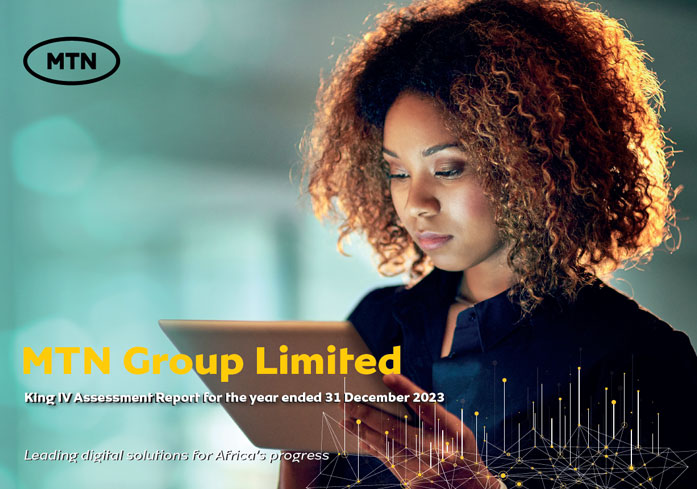 MTN
MTN Group Limited
King IV Assessment Report for the year ended 31 December 2023
Leading digital solutions for Africa's progress